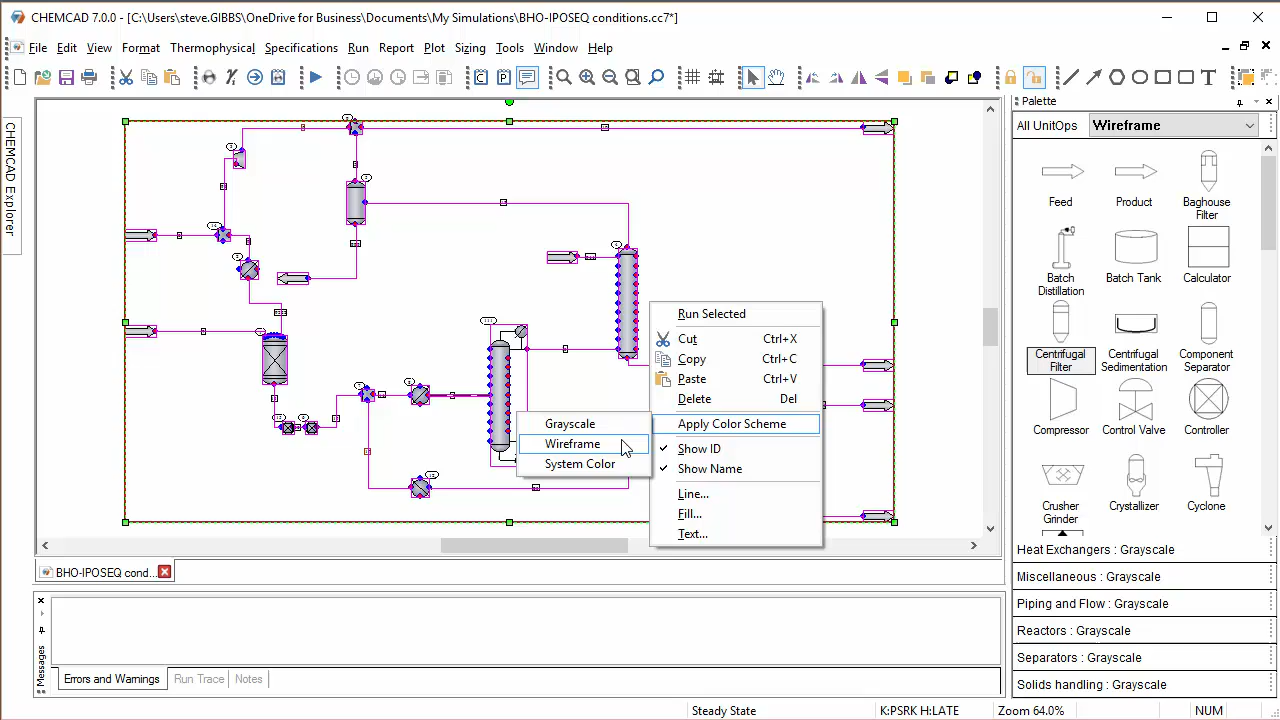 CHEMCAD 7.0.0 - [C:\Users\steve.GIBBS\OneDrive for Business\Documents\My Simulations\BHO-IPOSEQ conditions.cc7*]
File Edit View Format Thermophysical Specifications Run Report Plot Sizing Tools Window Help
CHEMCAD Explorer
Palette
All UnitOps Wireframe
Feed Product Baghouse Filter
Batch Distillation Batch Tank Calculator
Centrifugal Filter Centrifugal Sedimentation Component Separator
Compressor Control Valve Controller
Crusher Grinder Crystallizer Cyclone
Heat Exchangers : Grayscale
Miscellaneous : Grayscale
Piping and Flow : Grayscale
Reactors : Grayscale
Separators : Grayscale
Solids handling : Grayscale
Run Selected
Cut Ctrl+X
Copy Ctrl+C
Paste Ctrl+V
Delete Del
Apply Color Scheme
Show ID
Show Name
Line...
Fill...
Text...
Grayscale
Wireframe
System Color
BHO-IPOSEQ cond...
Messages
Errors and Warnings Run Trace Notes
Steady State K:PSRK H:LATE Zoom 64.0% NUM